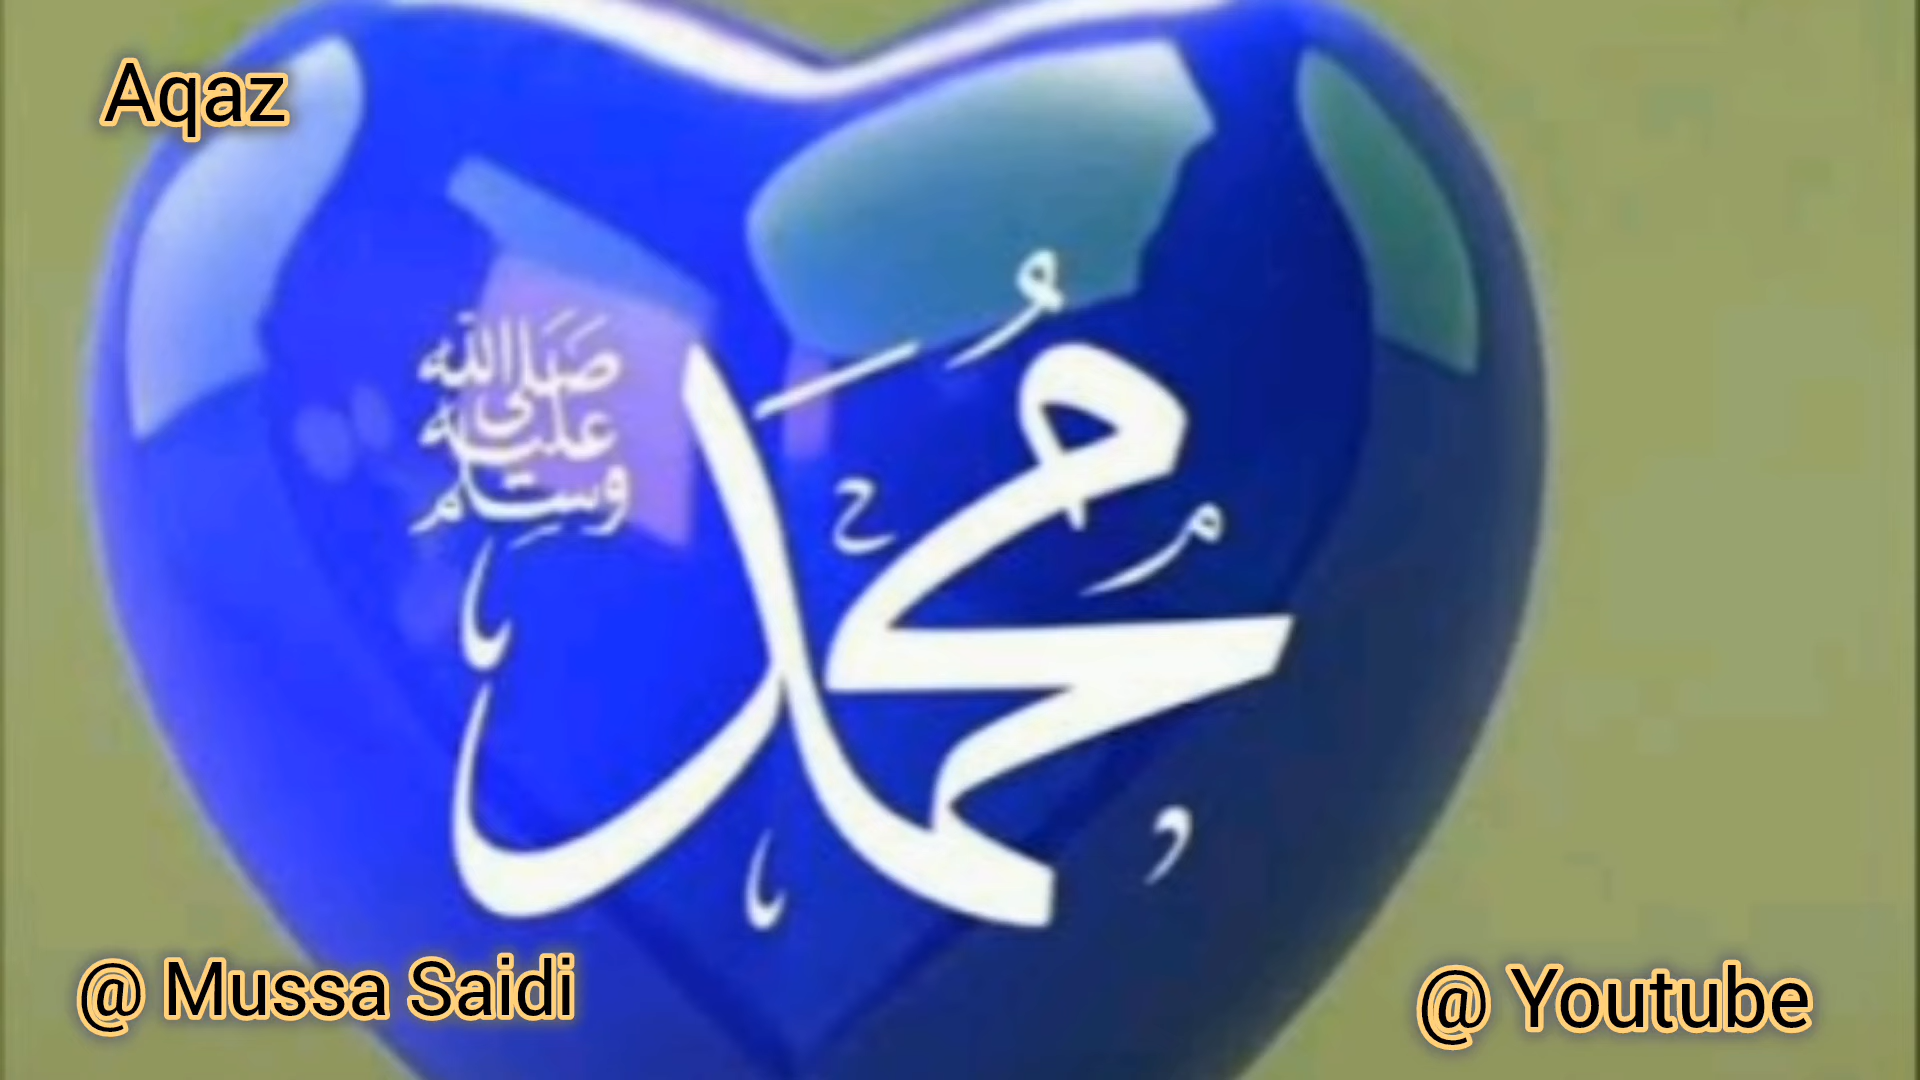 Aqaz
صلى الله
عليه
وسلم
محمد
@ Mussa Saidi
@ Youtube